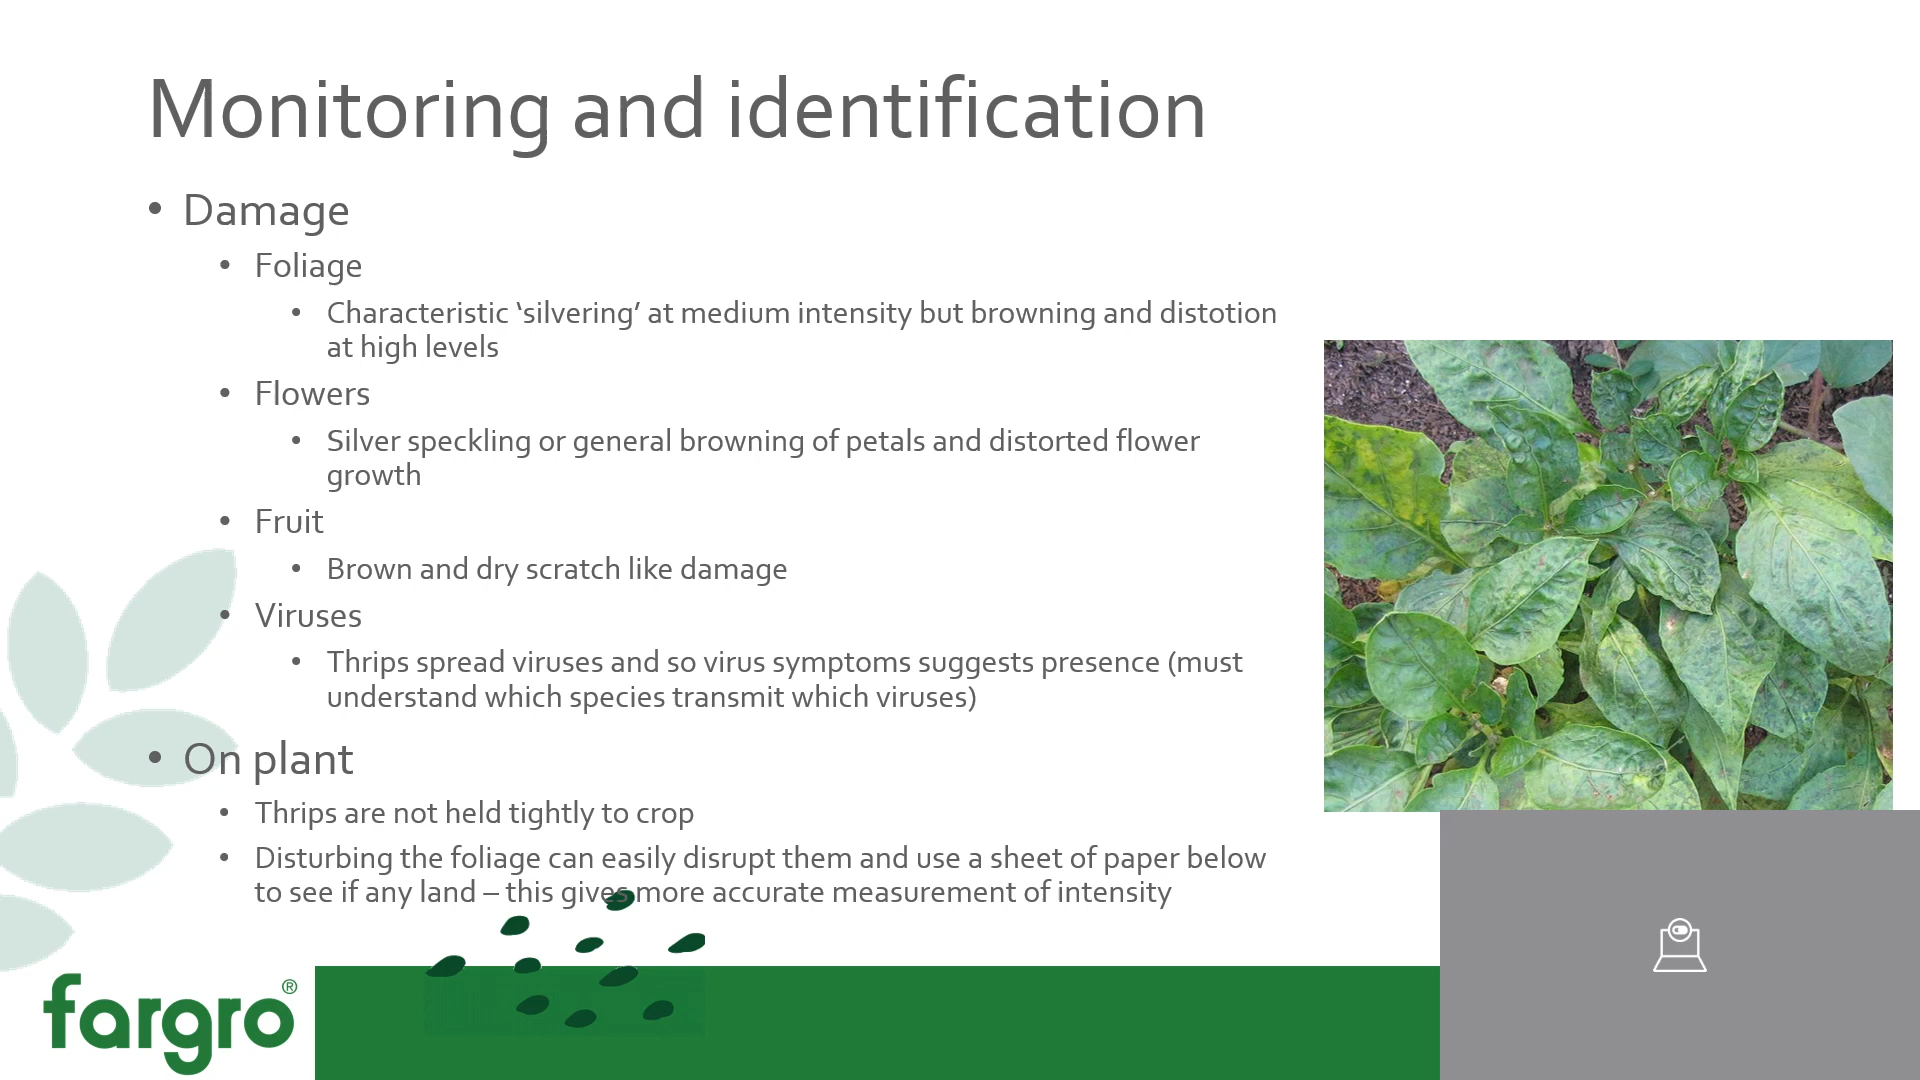 Monitoring and identification
• Damage
• Foliage
• Characteristic ‘silvering’ at medium intensity but browning and distotion
at high levels
• Flowers
• Silver speckling or general browning of petals and distorted flower
growth
• Fruit
• Brown and dry scratch like damage
• Viruses
• Thrips spread viruses and so virus symptoms suggests presence (must
understand which species transmit which viruses)
• On plant
• Thrips are not held tightly to crop
• Disturbing the foliage can easily disrupt them and use a sheet of paper below
to see if any land – this gives more accurate measurement of intensity
fargro®